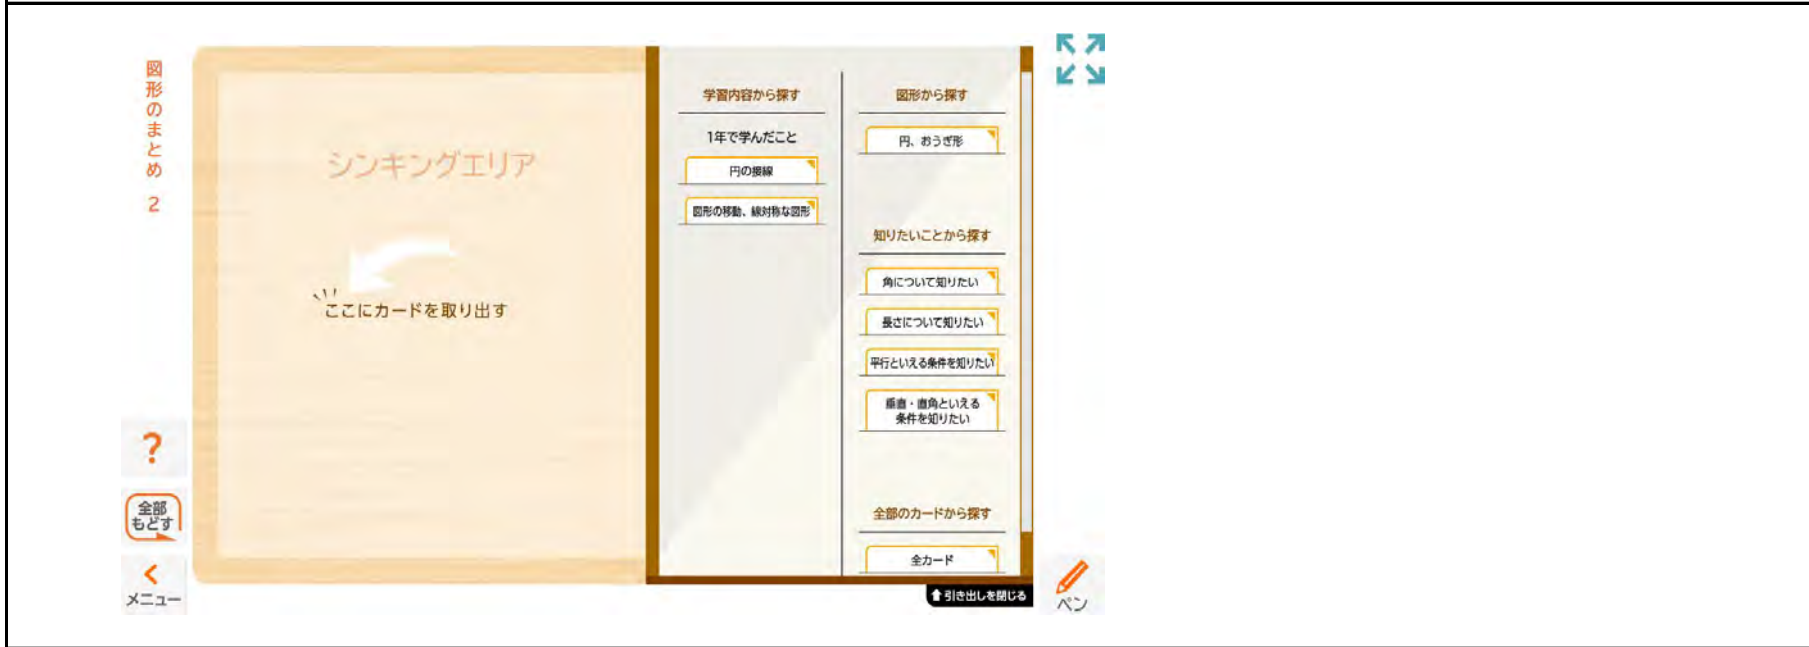 図形のまとめ 2
シンキングエリア
ここにカードを取り出す
学習内容から探す
1年で学んだこと
円の接線
図形の移動、線対称な図形
図形から探す
円、おうぎ形
知りたいことから探す
角について知りたい
長さについて知りたい
平行といえる条件を知りたい
垂直・直角といえる
条件を知りたい
全部のカードから探す
全カード
引き出しを閉じる
?
全部
もどす
メニュー
ペン